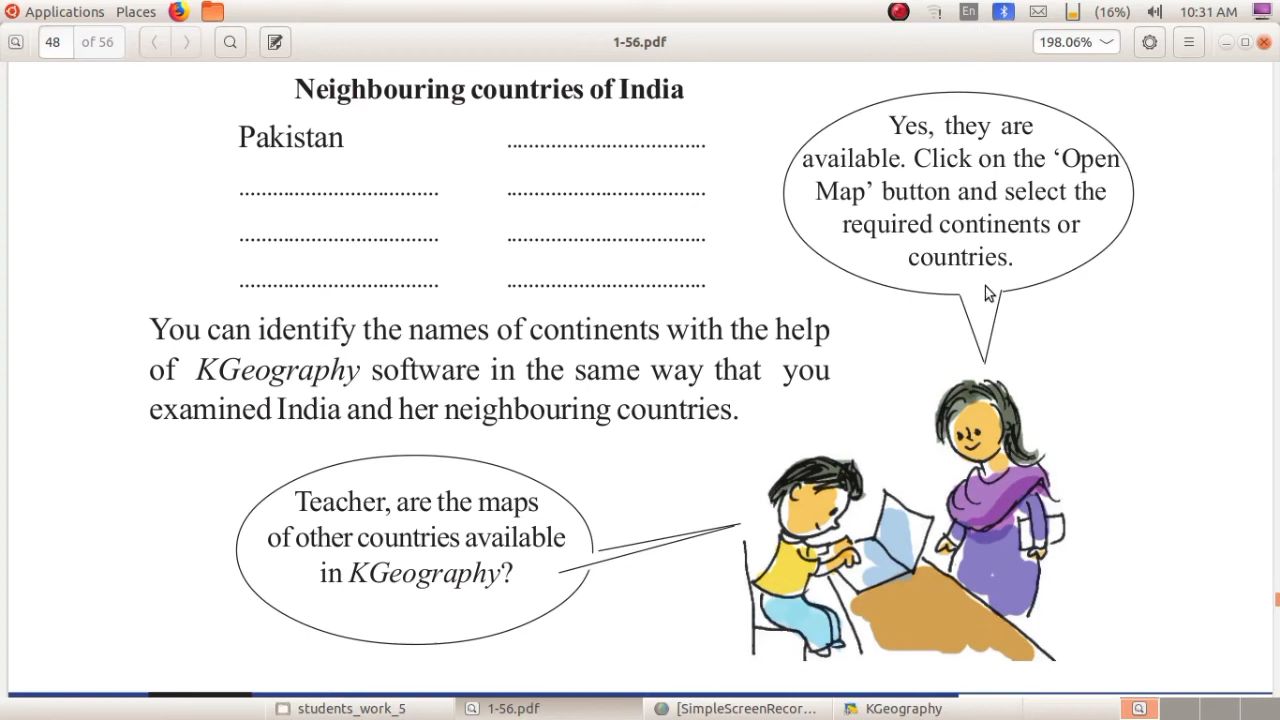 Applications Places En (16%) 10:31 AM
48 of 56 1-56.pdf 198.06%
Neighbouring countries of India
Pakistan ....................................
.................................... ....................................
.................................... ....................................
.................................... ....................................
Yes, they are
available. Click on the ‘Open
Map’ button and select the
required continents or
countries.
You can identify the names of continents with the help
of KGeography software in the same way that you
examined India and her neighbouring countries.
Teacher, are the maps
of other countries available
in KGeography?
students_work_5 1-56.pdf [SimpleScreenRecor... KGeography